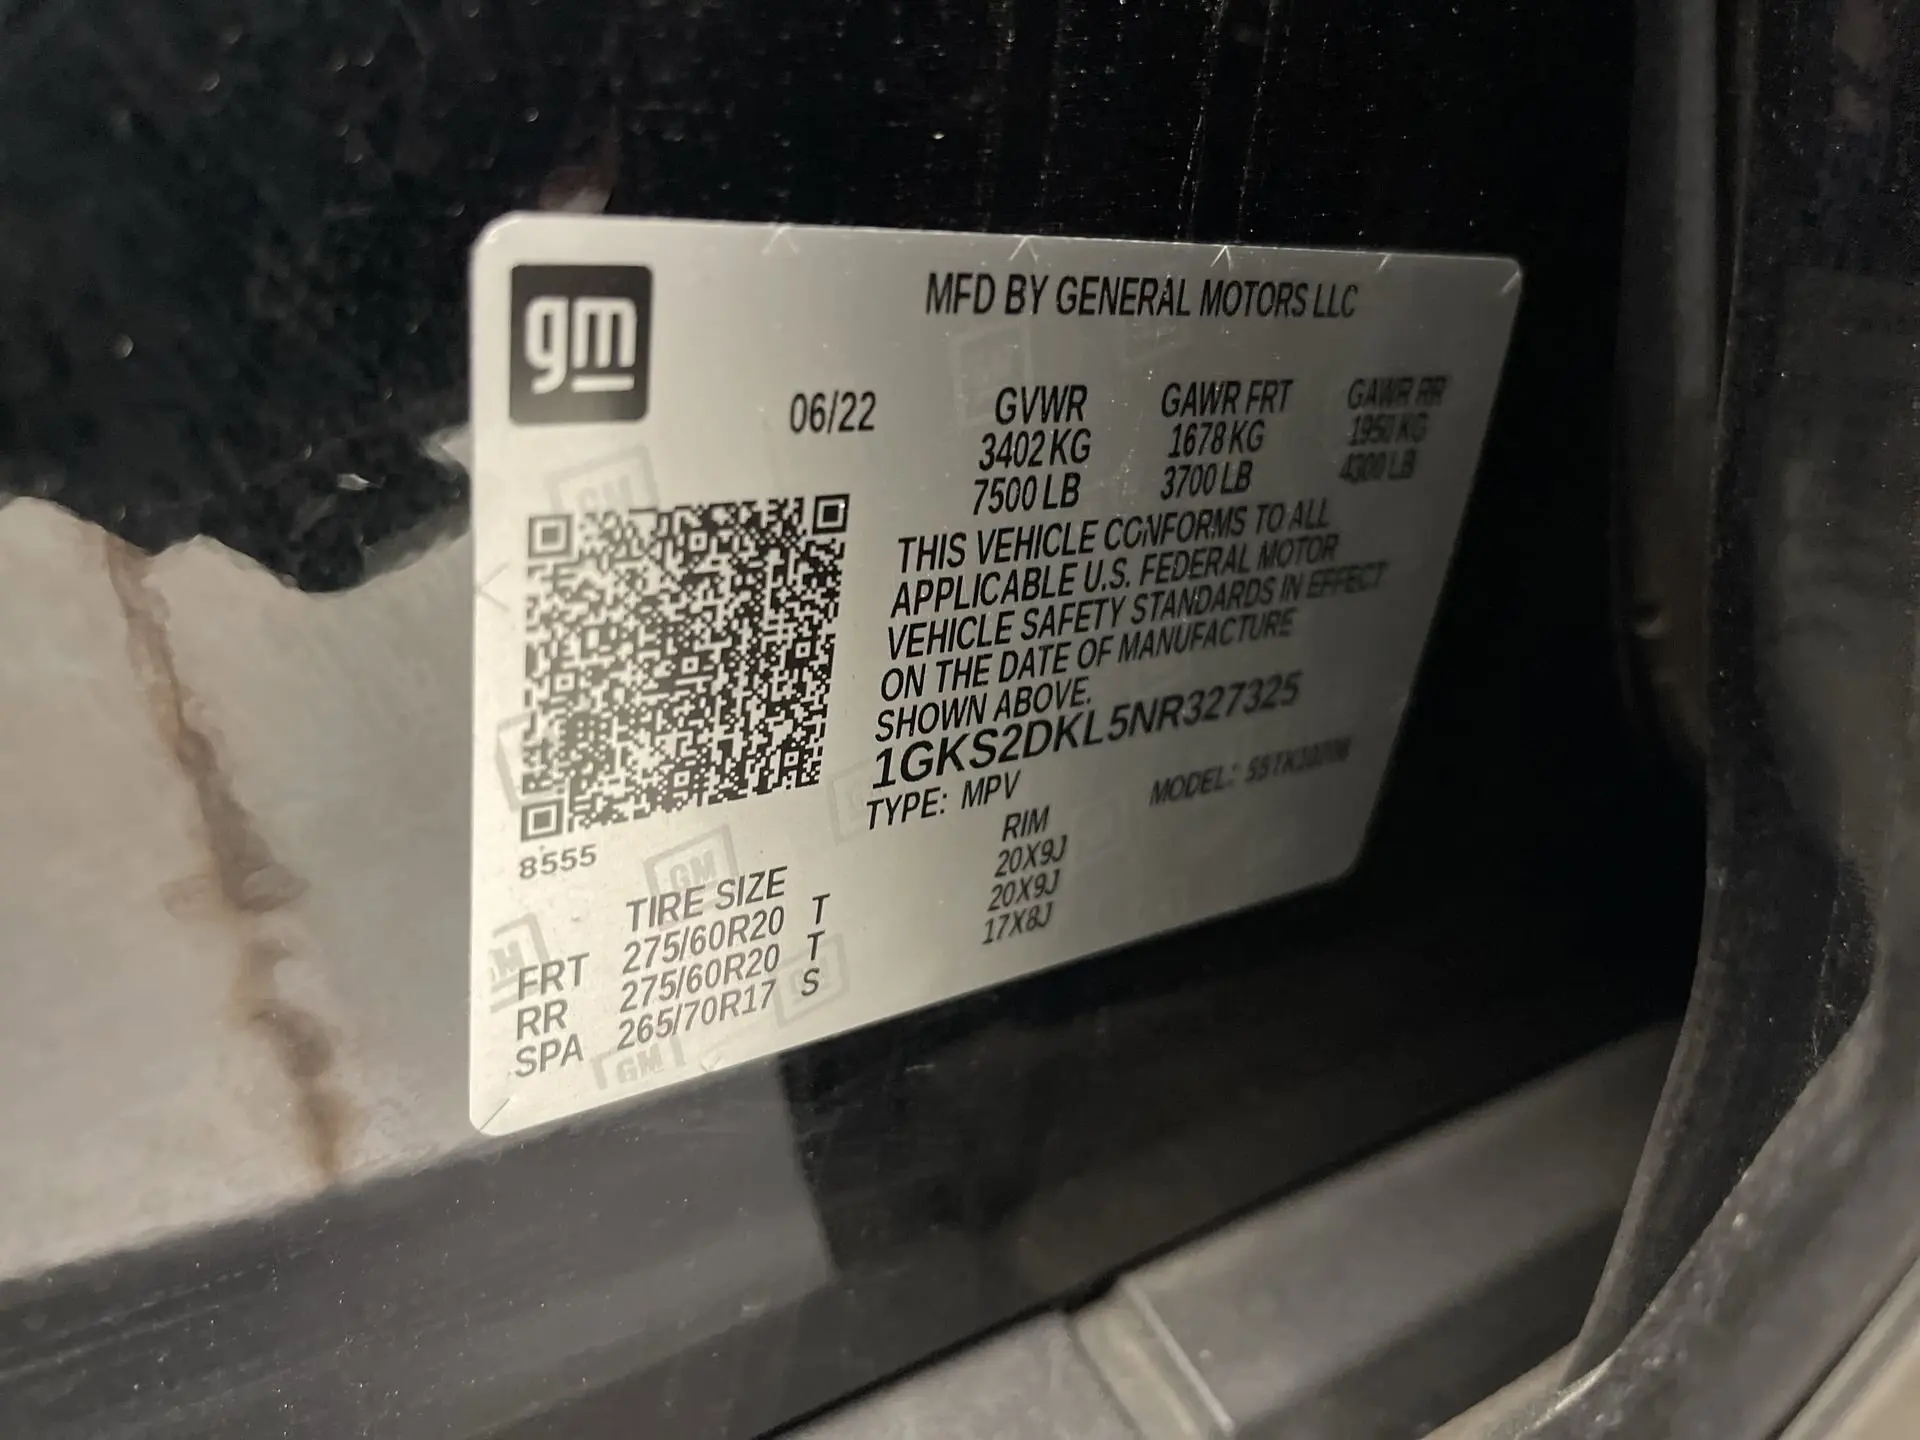 gm
MFD BY GENERAL MOTORS LLC
06/22 GVWR GAWR FRT GAWR RR
3402 KG 1678 KG 1950 KG
7500 LB 3700 LB 4300 LB
THIS VEHICLE CONFORMS TO ALL
APPLICABLE U.S. FEDERAL MOTOR
VEHICLE SAFETY STANDARDS IN EFFECT
ON THE DATE OF MANUFACTURE
SHOWN ABOVE.
1GKS2DKL5NR327325
TYPE: MPV MODEL:
8555
TIRE SIZE RIM
FRT 275/60R20 T 20X9J
RR 275/60R20 T 20X9J
SPA 265/70R17 S 17X8J